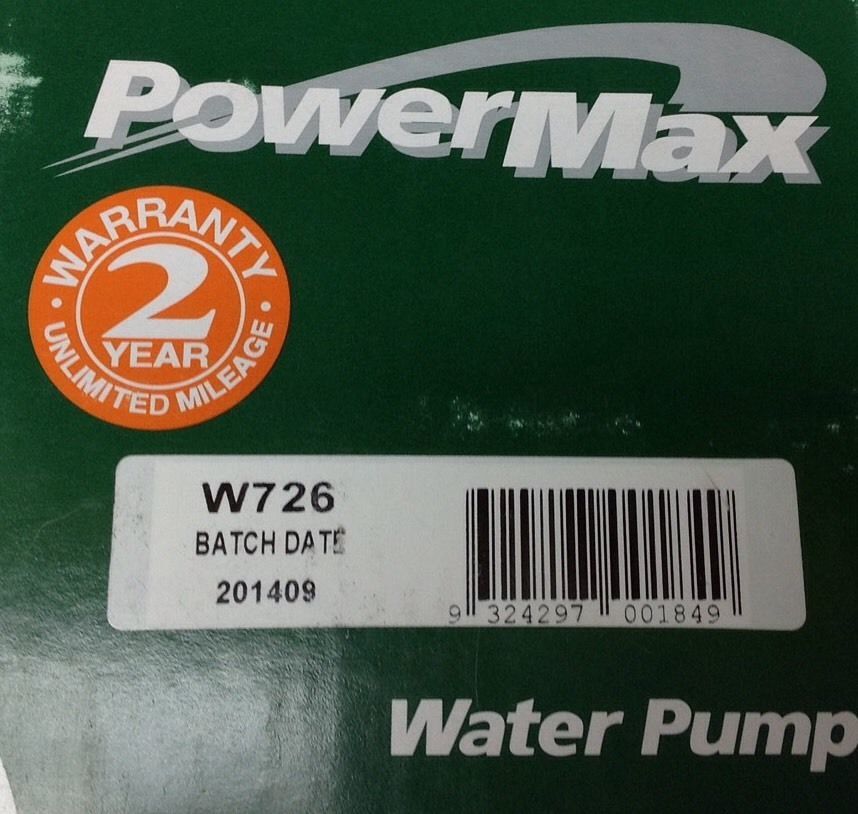 PowerMax
WARRANTY
2
YEAR
UNLIMITED MILEAGE
W726
BATCH DATE
201409
9 324297 001849
Water Pump